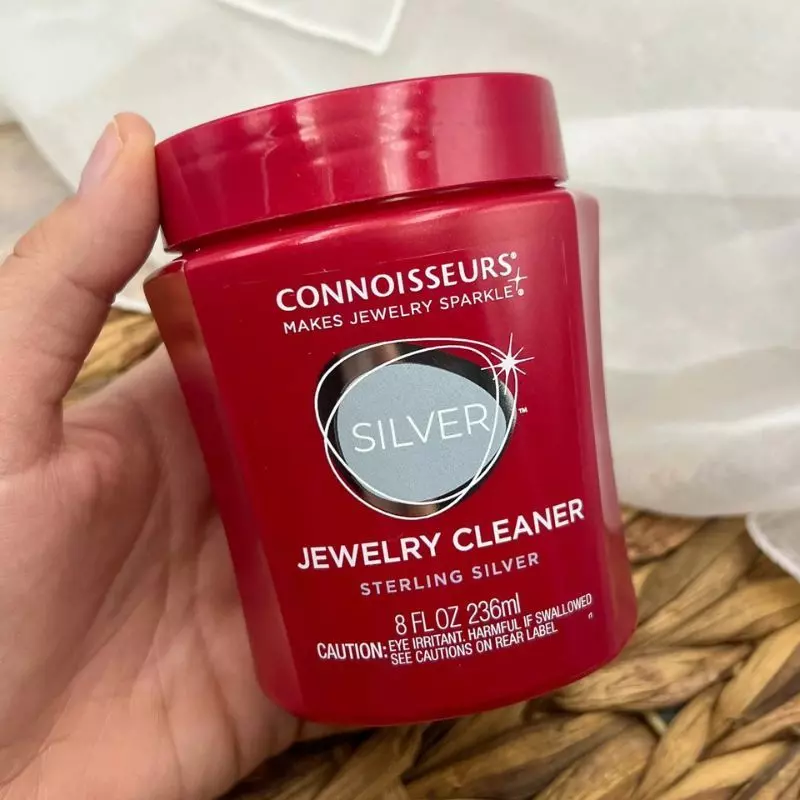 CONNOISSEURS®
MAKES JEWELRY SPARKLE®
SILVER™
JEWELRY CLEANER
STERLING SILVER
8 FL OZ 236ml
CAUTION: EYE IRRITANT. HARMFUL IF SWALLOWED
SEE CAUTIONS ON REAR LABEL